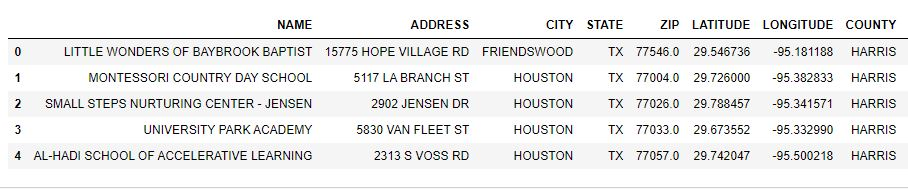 NAME ADDRESS CITY STATE ZIP LATITUDE LONGITUDE COUNTY
0 LITTLE WONDERS OF BAYBROOK BAPTIST 15775 HOPE VILLAGE RD FRIENDSWOOD TX 77546.0 29.546736 -95.181188 HARRIS
1 MONTESSORI COUNTRY DAY SCHOOL 5117 LA BRANCH ST HOUSTON TX 77004.0 29.726000 -95.382833 HARRIS
2 SMALL STEPS NURTURING CENTER - JENSEN 2902 JENSEN DR HOUSTON TX 77026.0 29.788457 -95.341571 HARRIS
3 UNIVERSITY PARK ACADEMY 5830 VAN FLEET ST HOUSTON TX 77033.0 29.673552 -95.332990 HARRIS
4 AL-HADI SCHOOL OF ACCELERATIVE LEARNING 2313 S VOSS RD HOUSTON TX 77057.0 29.742047 -95.500218 HARRIS